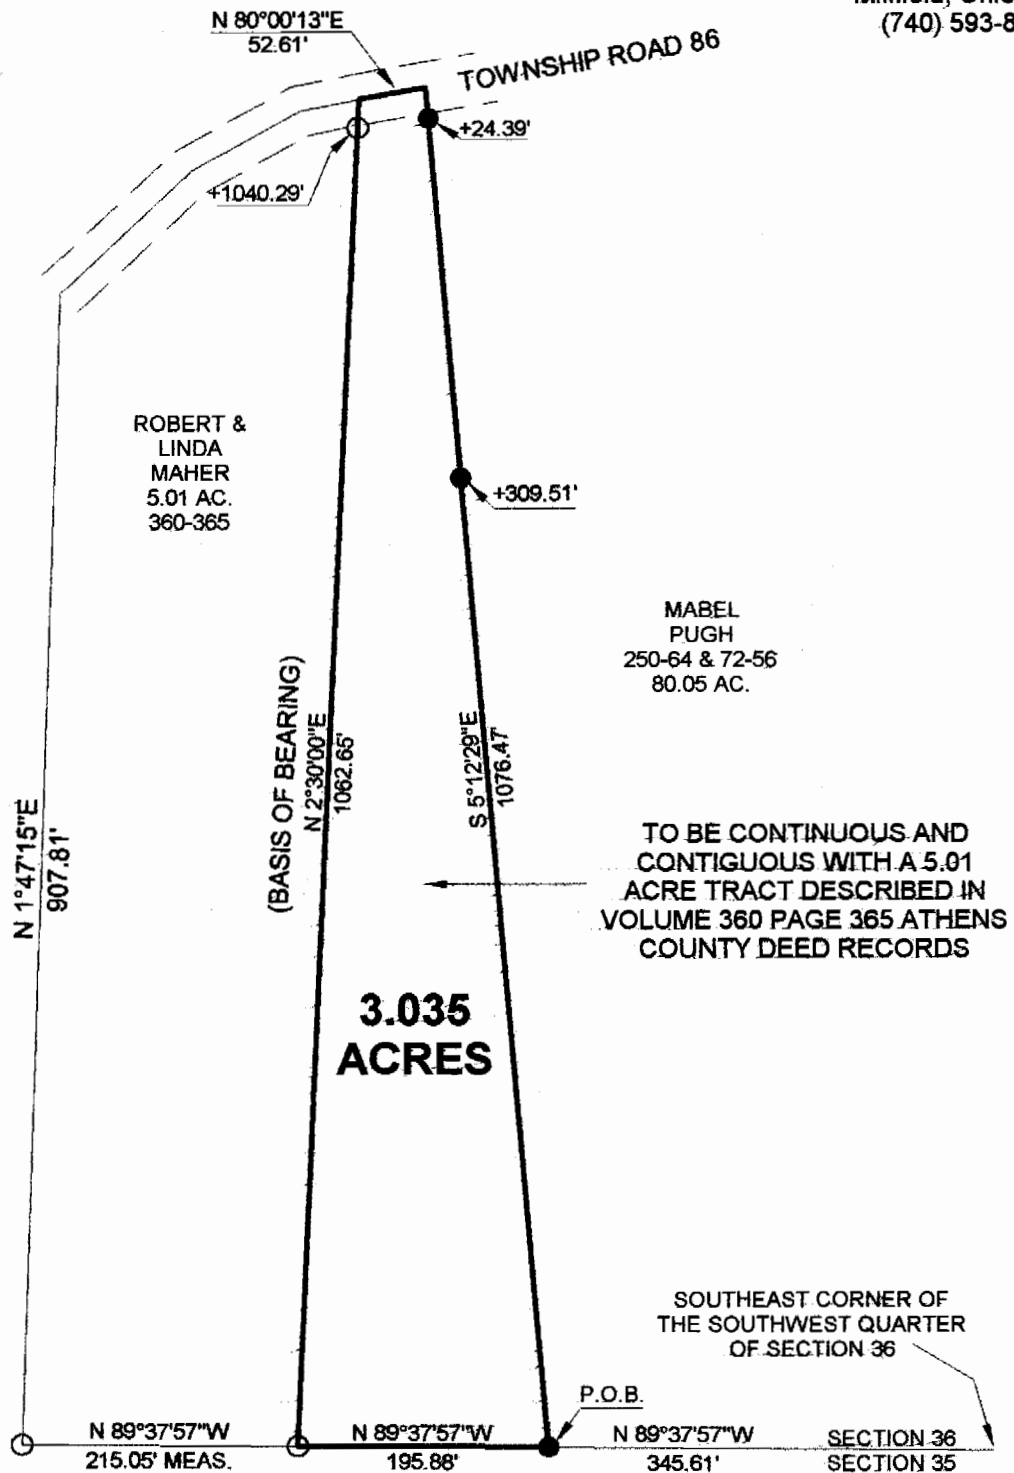 (740) 593-8
N 80°00'13"E
52.61'
TOWNSHIP ROAD 86
+24.39'
+1040.29'
ROBERT &
LINDA
MAHER
5.01 AC.
360-365
+309.51'
MABEL
PUGH
250-64 & 72-56
80.05 AC.
(BASIS OF BEARING)
N 2°30'00"E
1062.65'
S 5°12'29"E
1076.47'
N 1°47'15"E
907.81'
TO BE CONTINUOUS AND
CONTIGUOUS WITH A 5.01
ACRE TRACT DESCRIBED IN
VOLUME 360 PAGE 365 ATHENS
COUNTY DEED RECORDS
3.035
ACRES
SOUTHEAST CORNER OF
THE SOUTHWEST QUARTER
OF SECTION 36
P.O.B.
N 89°37'57"W
215.05' MEAS.
N 89°37'57"W
195.88'
N 89°37'57"W
345.61'
SECTION 36
SECTION 35